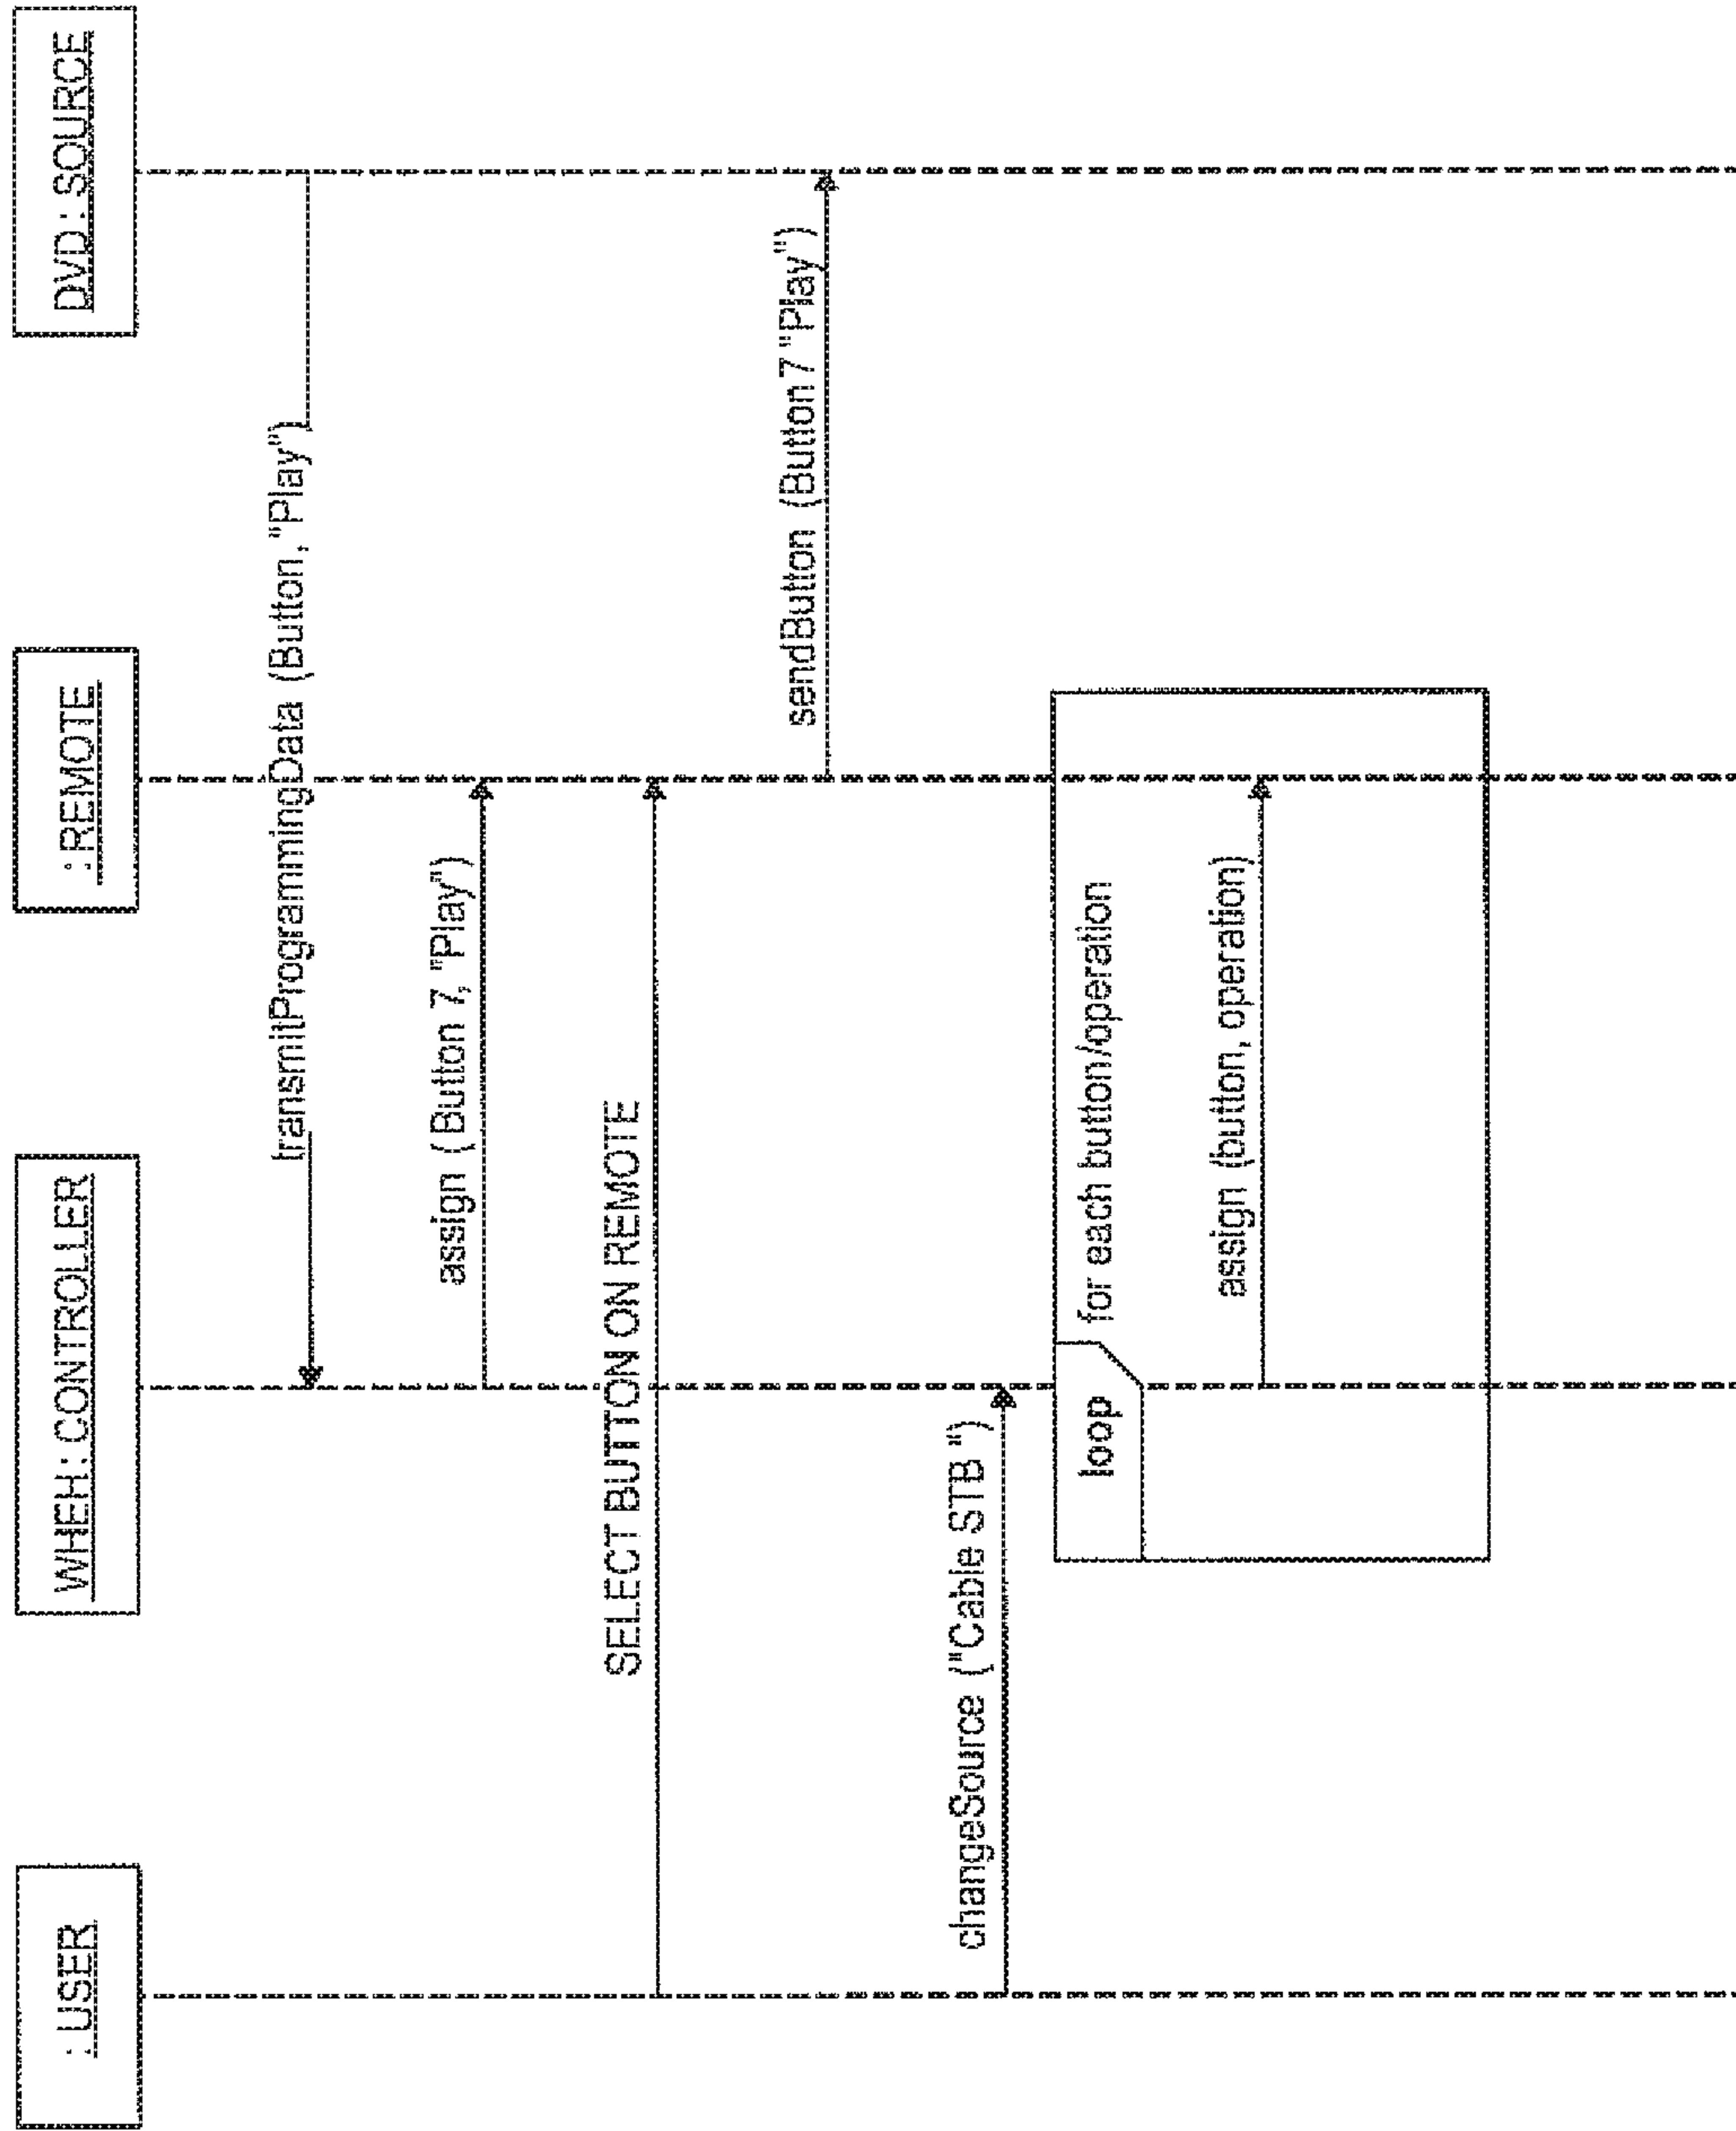 : USER
WHEH : CONTROLLER
: REMOTE
DVD : SOURCE
transmitProgrammingData (Button,"Play")
assign (Button 7, "Play")
SELECT BUTTON ON REMOTE
sendButton (Button 7 "Play")
changeSource ("Cable STB ")
loop
for each button/operation
assign (button, operation)